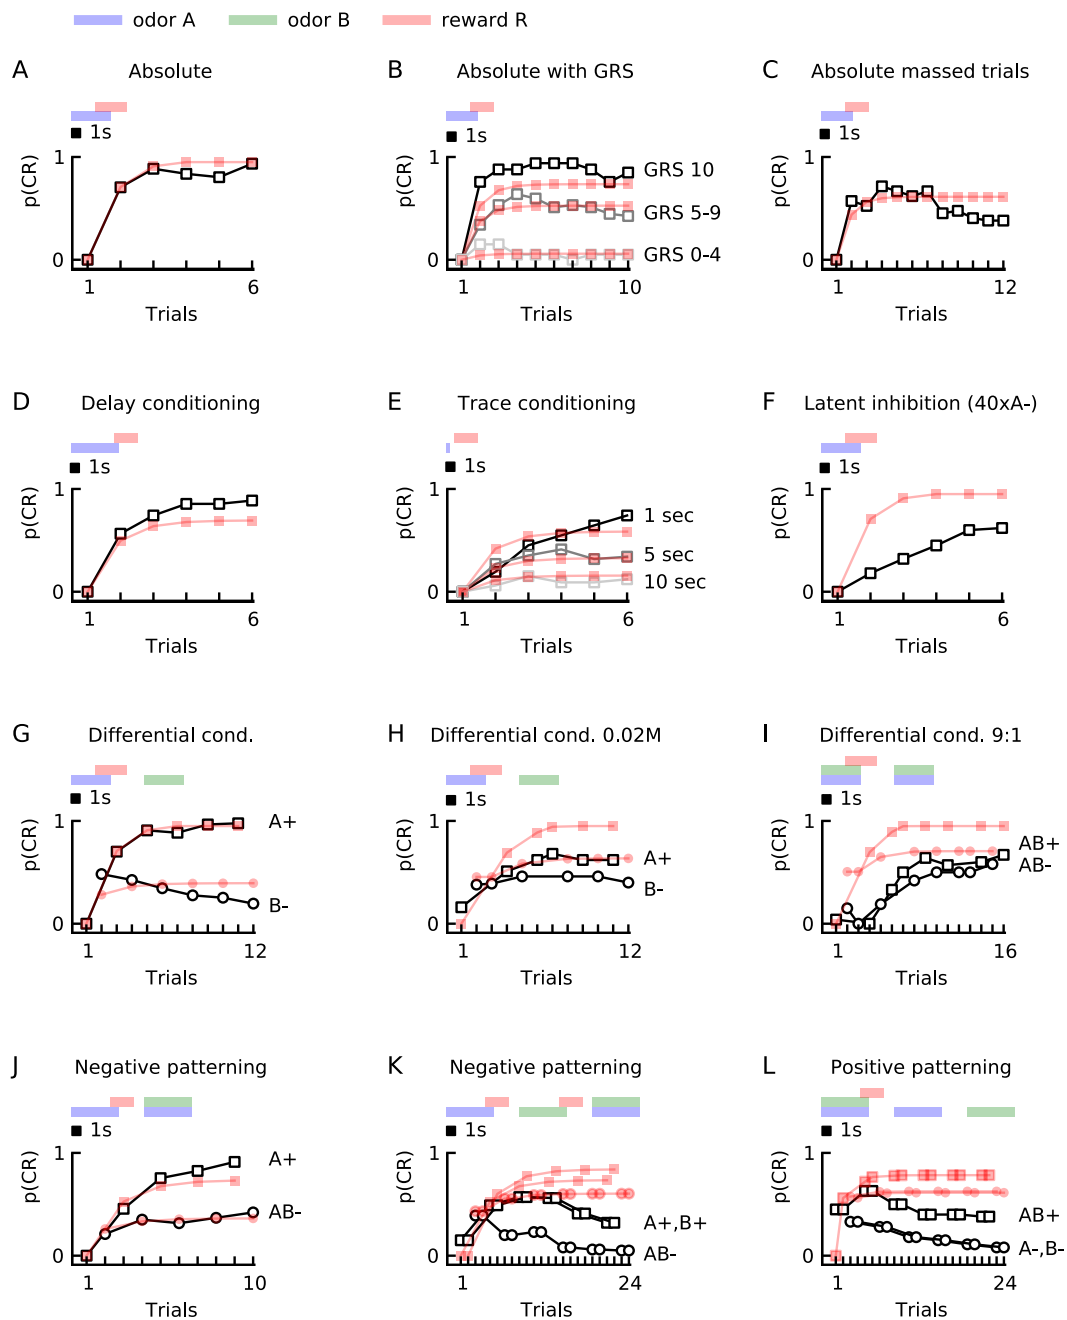 odor A odor B reward R
A Absolute
1s
p(CR)
1
0
1 6
Trials
B Absolute with GRS
1s
p(CR)
1
0
GRS 10
GRS 5-9
GRS 0-4
1 10
Trials
C Absolute massed trials
1s
p(CR)
1
0
1 12
Trials
D Delay conditioning
1s
p(CR)
1
0
1 6
Trials
E Trace conditioning
1s
p(CR)
1
0
1 sec
5 sec
10 sec
1 6
Trials
F Latent inhibition (40xA-)
1s
p(CR)
1
0
1 6
Trials
G Differential cond.
1s
p(CR)
1
0
A+
B-
1 12
Trials
H Differential cond. 0.02M
1s
p(CR)
1
0
A+
B-
1 12
Trials
I Differential cond. 9:1
1s
p(CR)
1
0
AB+
AB-
1 16
Trials
J Negative patterning
1s
p(CR)
1
0
A+
AB-
1 10
Trials
K Negative patterning
1s
p(CR)
1
0
A+,B+
AB-
1 24
Trials
L Positive patterning
1s
p(CR)
1
0
AB+
A-,B-
1 24
Trials